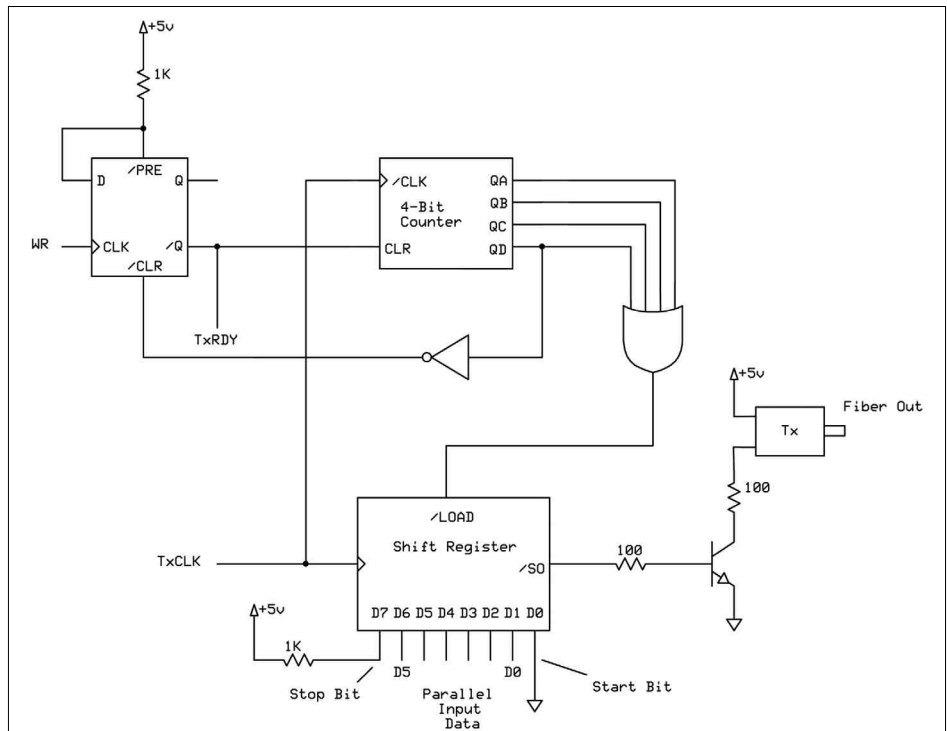 +5v
1K
/PRE
D
Q
/CLK
QA
4-Bit
Counter
QB
QC
WR
CLK
/Q
CLR
QD
/CLR
TxRDY
+5v
Fiber Out
Tx
100
/LOAD
Shift Register
100
TxCLK
/SO
+5v
D7 D6 D5 D4 D3 D2 D1 D0
1K
D5
D0
Stop Bit
Parallel
Input
Data
Start Bit